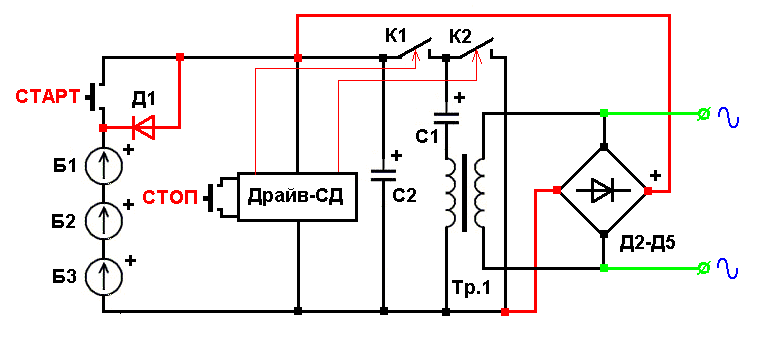 К1
К2
СТАРТ
Д1
+
С1
+
Б1
+
+
СТОП
Драйв-СД
С2
+
Б2
+
Д2-Д5
Б3
+
Тр.1